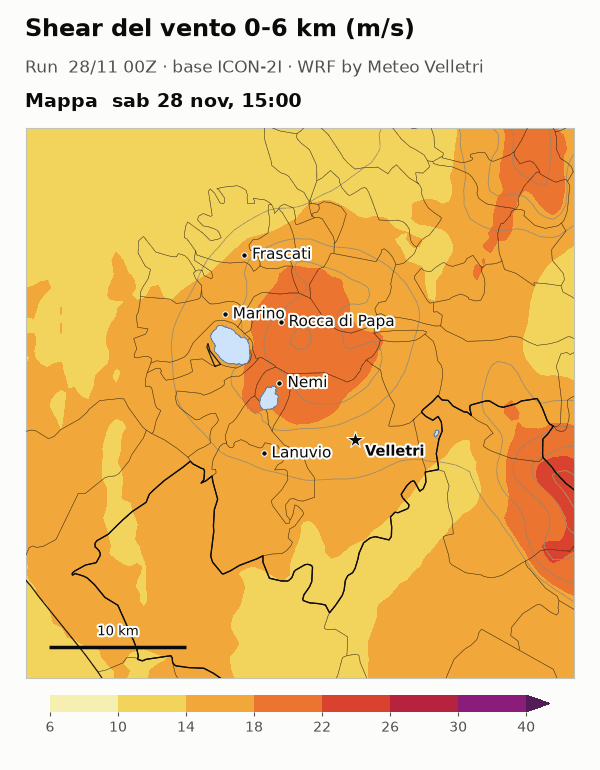 Shear del vento 0-6 km (m/s)
Run  28/11 00Z · base ICON-2I · WRF by Meteo Velletri
Mappa  sab 28 nov, 15:00
Frascati
Marino
Rocca di Papa
Nemi
Velletri
Lanuvio
10 km
6 10 14 18 22 26 30 40